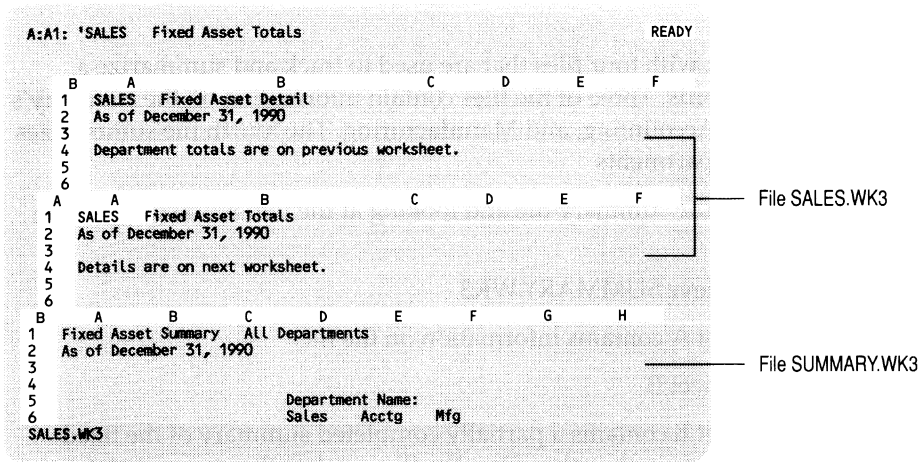 A:A1: 'SALES   Fixed Asset Totals   READY
B   A   B   C   D   E   F
1   SALES   Fixed Asset Detail
2   As of December 31, 1990
3
4   Department totals are on previous worksheet.
5
6
A   A   B   C   D   E   F
File SALES.WK3
1   SALES   Fixed Asset Totals
2   As of December 31, 1990
3
4   Details are on next worksheet.
5
6
B   A   B   C   D   E   F   G   H
1   Fixed Asset Summary   All Departments
2   As of December 31, 1990
3
File SUMMARY.WK3
4
5   Department Name:
6   Sales   Acctg   Mfg
SALES.WK3